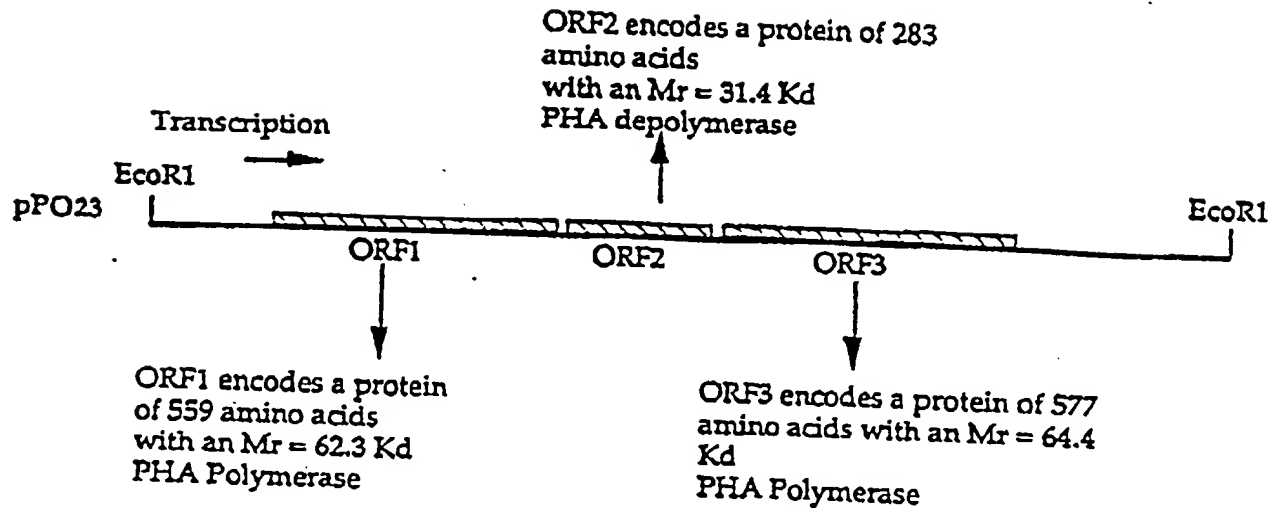 ORF2 encodes a protein of 283
amino acids
with an Mr = 31.4 Kd
PHA depolymerase
Transcription
EcoR1
pPO23
EcoR1
ORF1
ORF2
ORF3
ORF1 encodes a protein
of 559 amino acids
with an Mr = 62.3 Kd
PHA Polymerase
ORF3 encodes a protein of 577
amino acids with an Mr = 64.4
Kd
PHA Polymerase